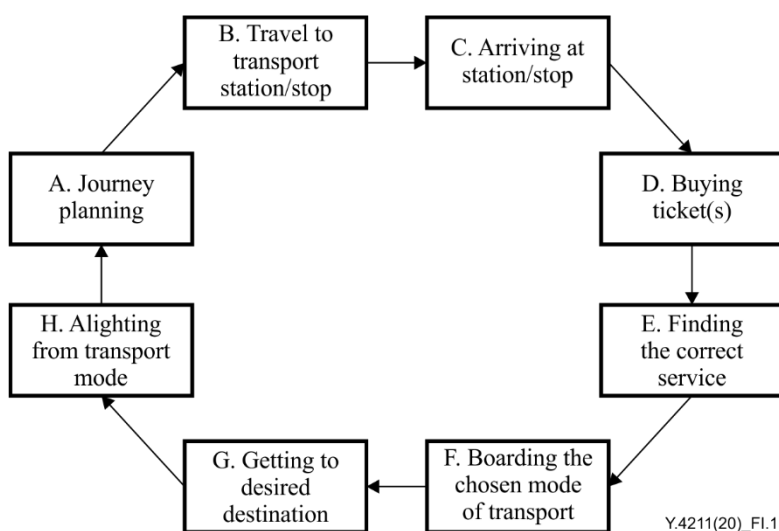 B. Travel to
transport
station/stop
C. Arriving at
station/stop
A. Journey
planning
D. Buying
ticket(s)
H. Alighting
from transport
mode
E. Finding
the correct
service
G. Getting to
desired
destination
F. Boarding the
chosen mode
of transport
Y.4211(20)_FI.1